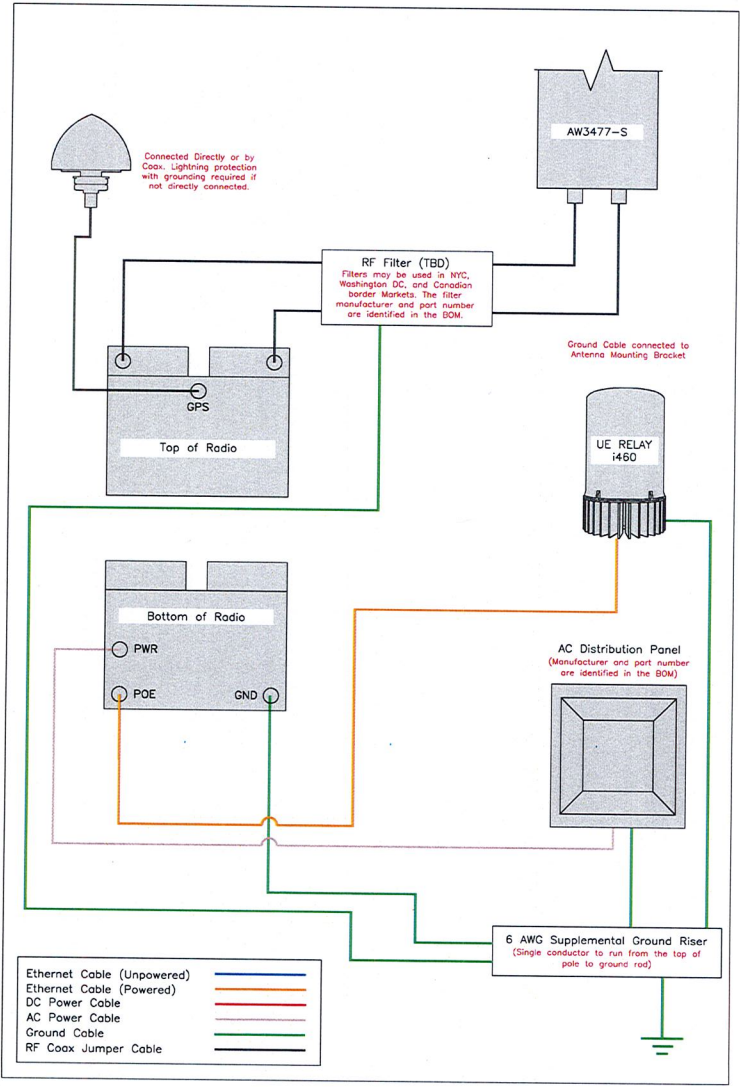 AW3477-S
Connected Directly or by
Coax. Lightning protection
with grounding required if
not directly connected.
RF Filter (TBD)
Filters may be used in NYC,
Washington DC, and Canadian
border Markets. The filter
manufacturer and part number
are identified in the BOM.
Ground Cable connected to
Antenna Mounting Bracket
GPS
Top of Radio
UE RELAY
i460
Bottom of Radio
PWR
POE
GND
AC Distribution Panel
(Manufacturer and part number
are identified in the BOM)
6 AWG Supplemental Ground Riser
(Single conductor to run from the top of
pole to ground rod)
Ethernet Cable (Unpowered)
Ethernet Cable (Powered)
DC Power Cable
AC Power Cable
Ground Cable
RF Coax Jumper Cable